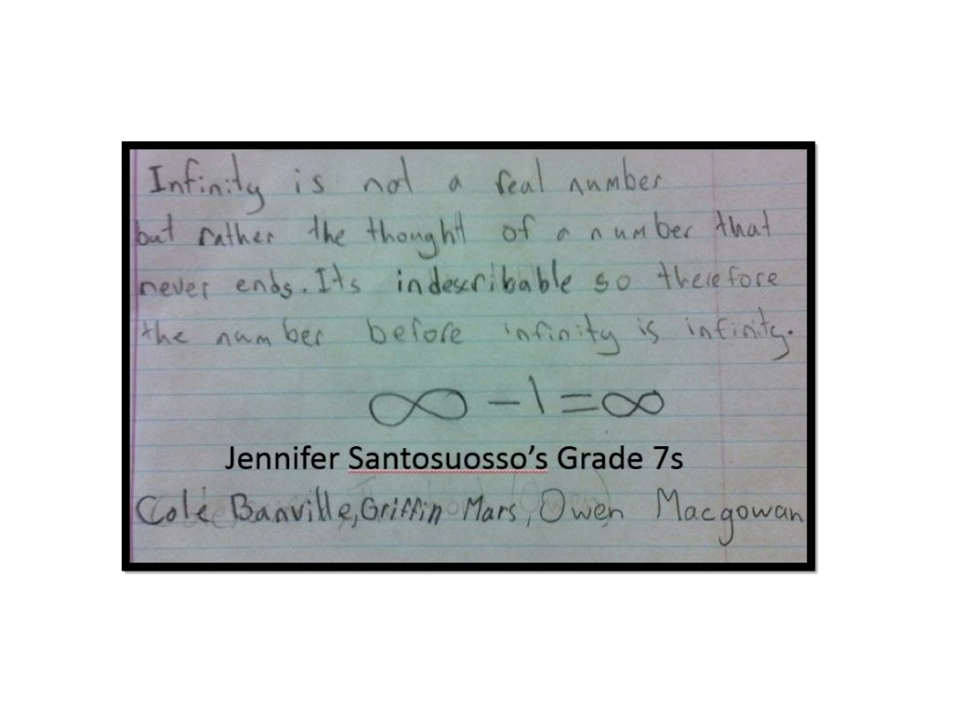 Infinity is not a real number
but rather the thought of a number that
never ends. Its indescribable so therefore
the number before infinity is infinity.
∞ - 1 = ∞
Jennifer Santosuosso’s Grade 7s
Cole Banville, Griffin Mars, Owen Macgowan